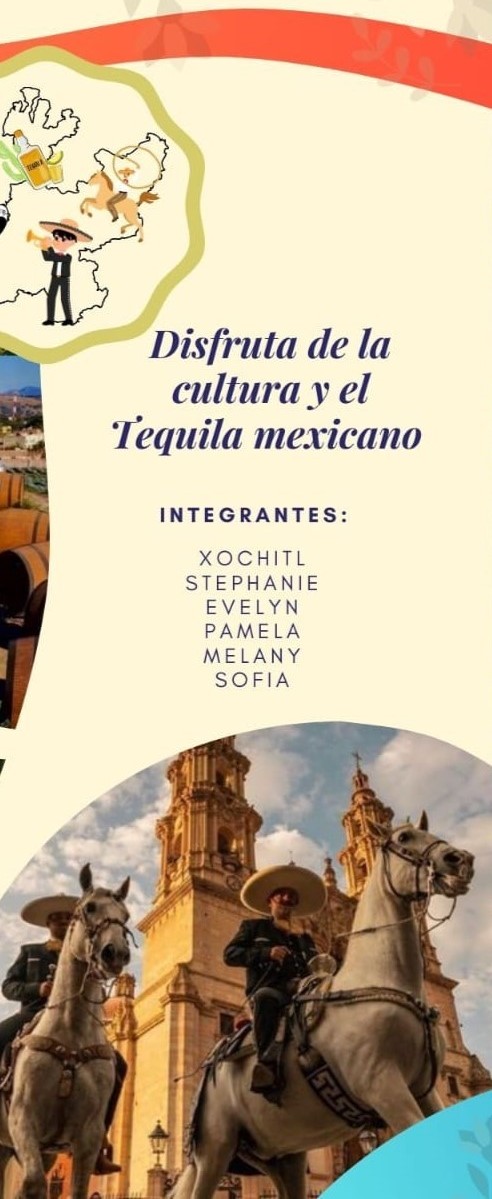 Disfruta de la
cultura y el
Tequila mexicano
INTEGRANTES:
XOCHITL
STEPHANIE
EVELYN
PAMELA
MELANY
SOFIA